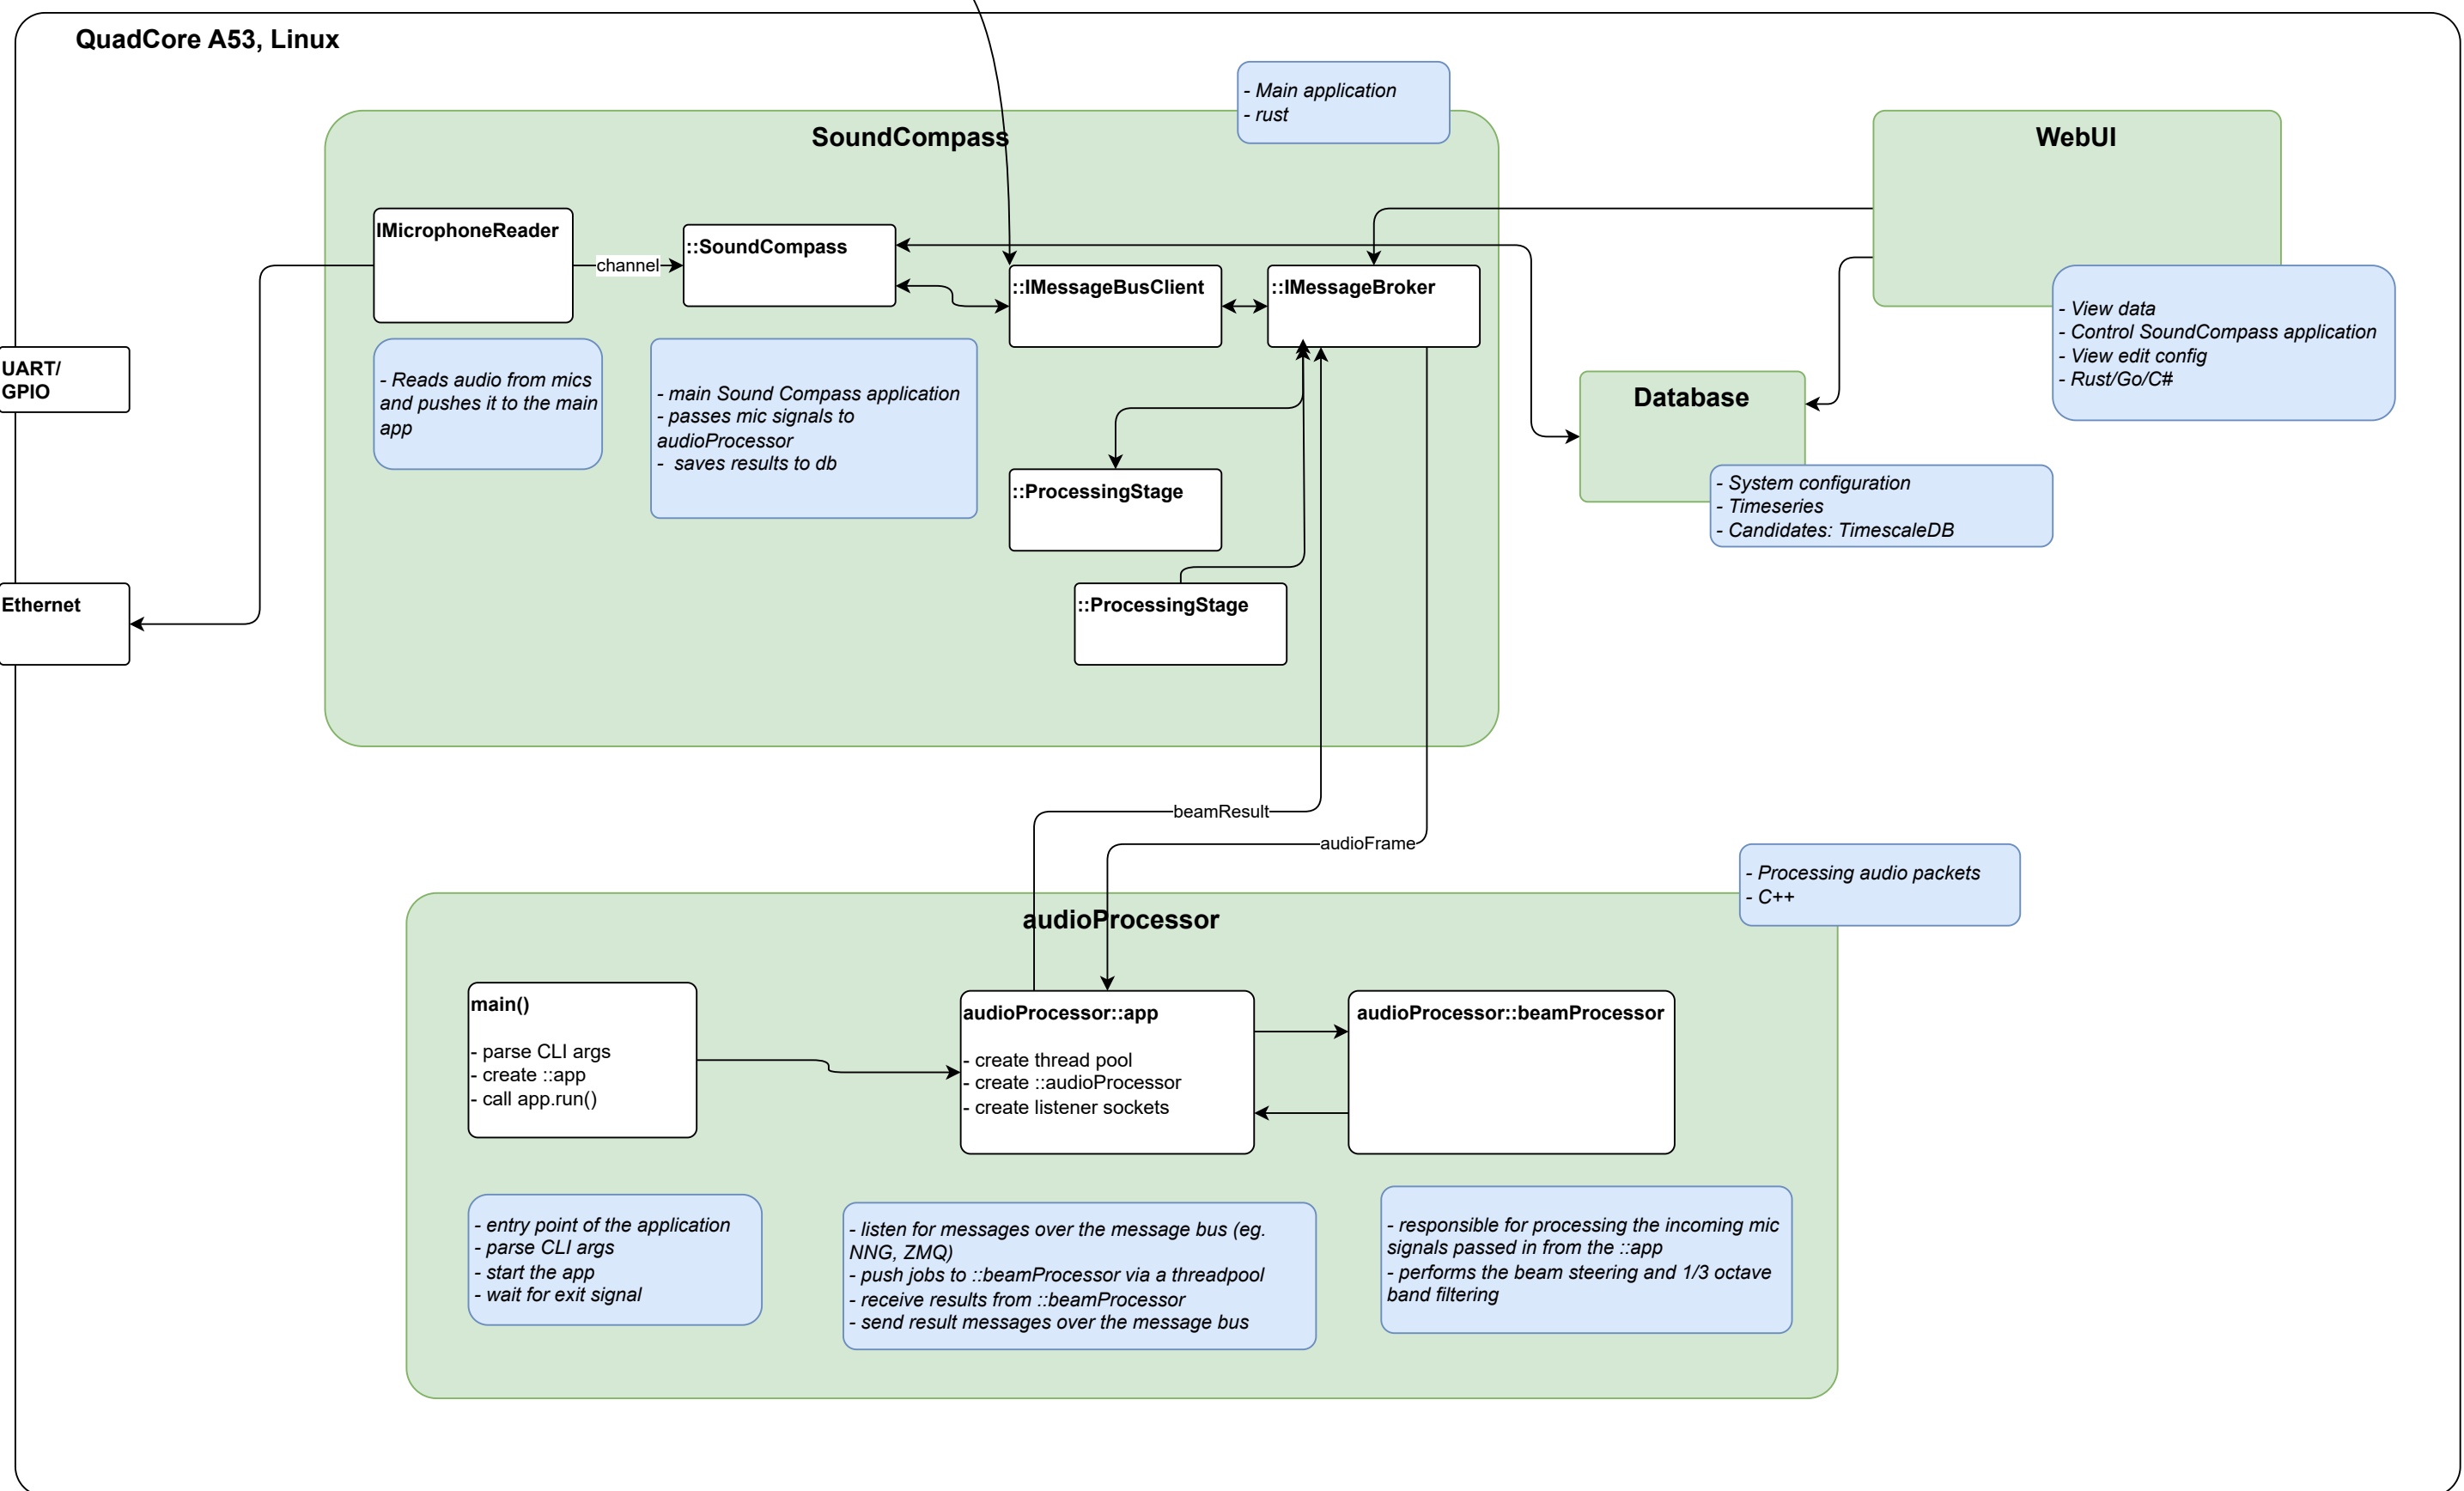 QuadCore A53, Linux
- Main application
- rust
SoundCompass
WebUI
IMicrophoneReader
channel
::SoundCompass
::IMessageBusClient
::IMessageBroker
- View data
- Control SoundCompass application
- View edit config
- Rust/Go/C#
UART/
GPIO
- Reads audio from mics
and pushes it to the main
app
- main Sound Compass application
- passes mic signals to
audioProcessor
- saves results to db
Database
::ProcessingStage
- System configuration
- Timeseries
- Candidates: TimescaleDB
Ethernet
::ProcessingStage
beamResult
audioFrame
- Processing audio packets
- C++
audioProcessor
main()
- parse CLI args
- create ::app
- call app.run()
audioProcessor::app
- create thread pool
- create ::audioProcessor
- create listener sockets
audioProcessor::beamProcessor
- entry point of the application
- parse CLI args
- start the app
- wait for exit signal
- listen for messages over the message bus (eg.
NNG, ZMQ)
- push jobs to ::beamProcessor via a threadpool
- receive results from ::beamProcessor
- send result messages over the message bus
- responsible for processing the incoming mic
signals passed in from the ::app
- performs the beam steering and 1/3 octave
band filtering